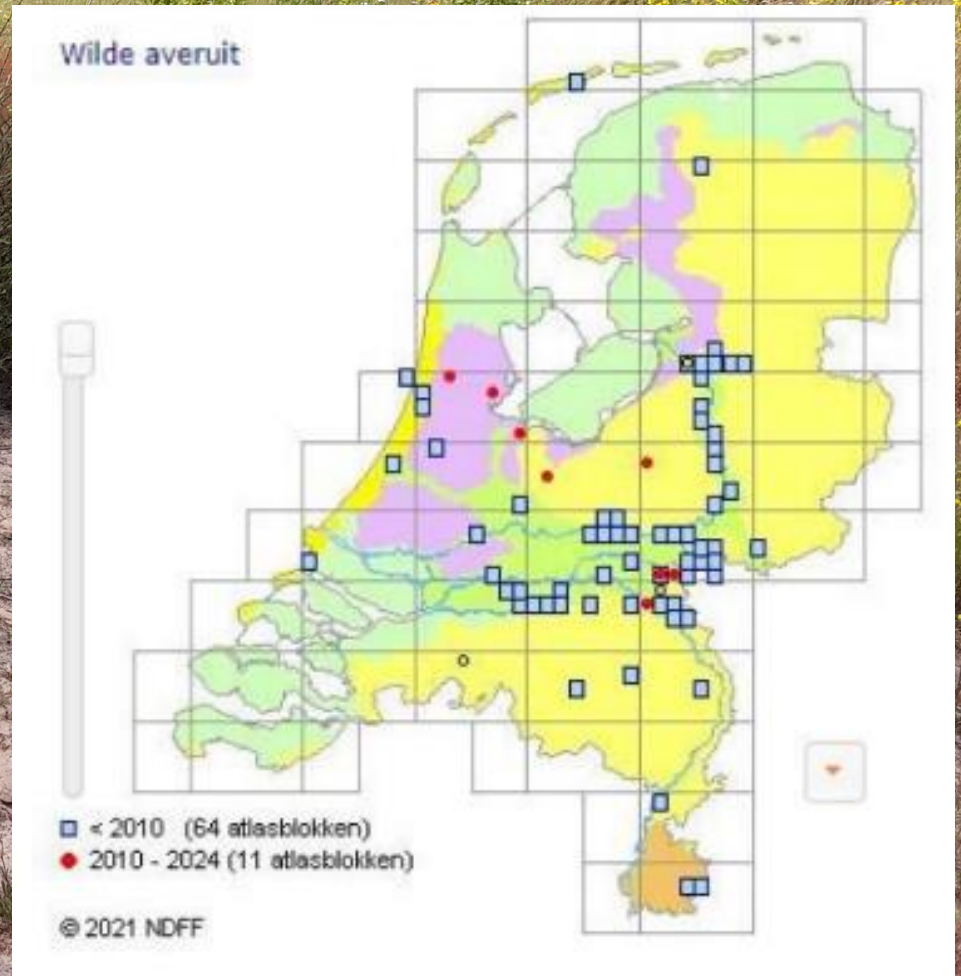 Wilde averuit
< 2010 (64 atlasblokken)
2010 - 2024 (11 atlasblokken)
© 2021 NDFF